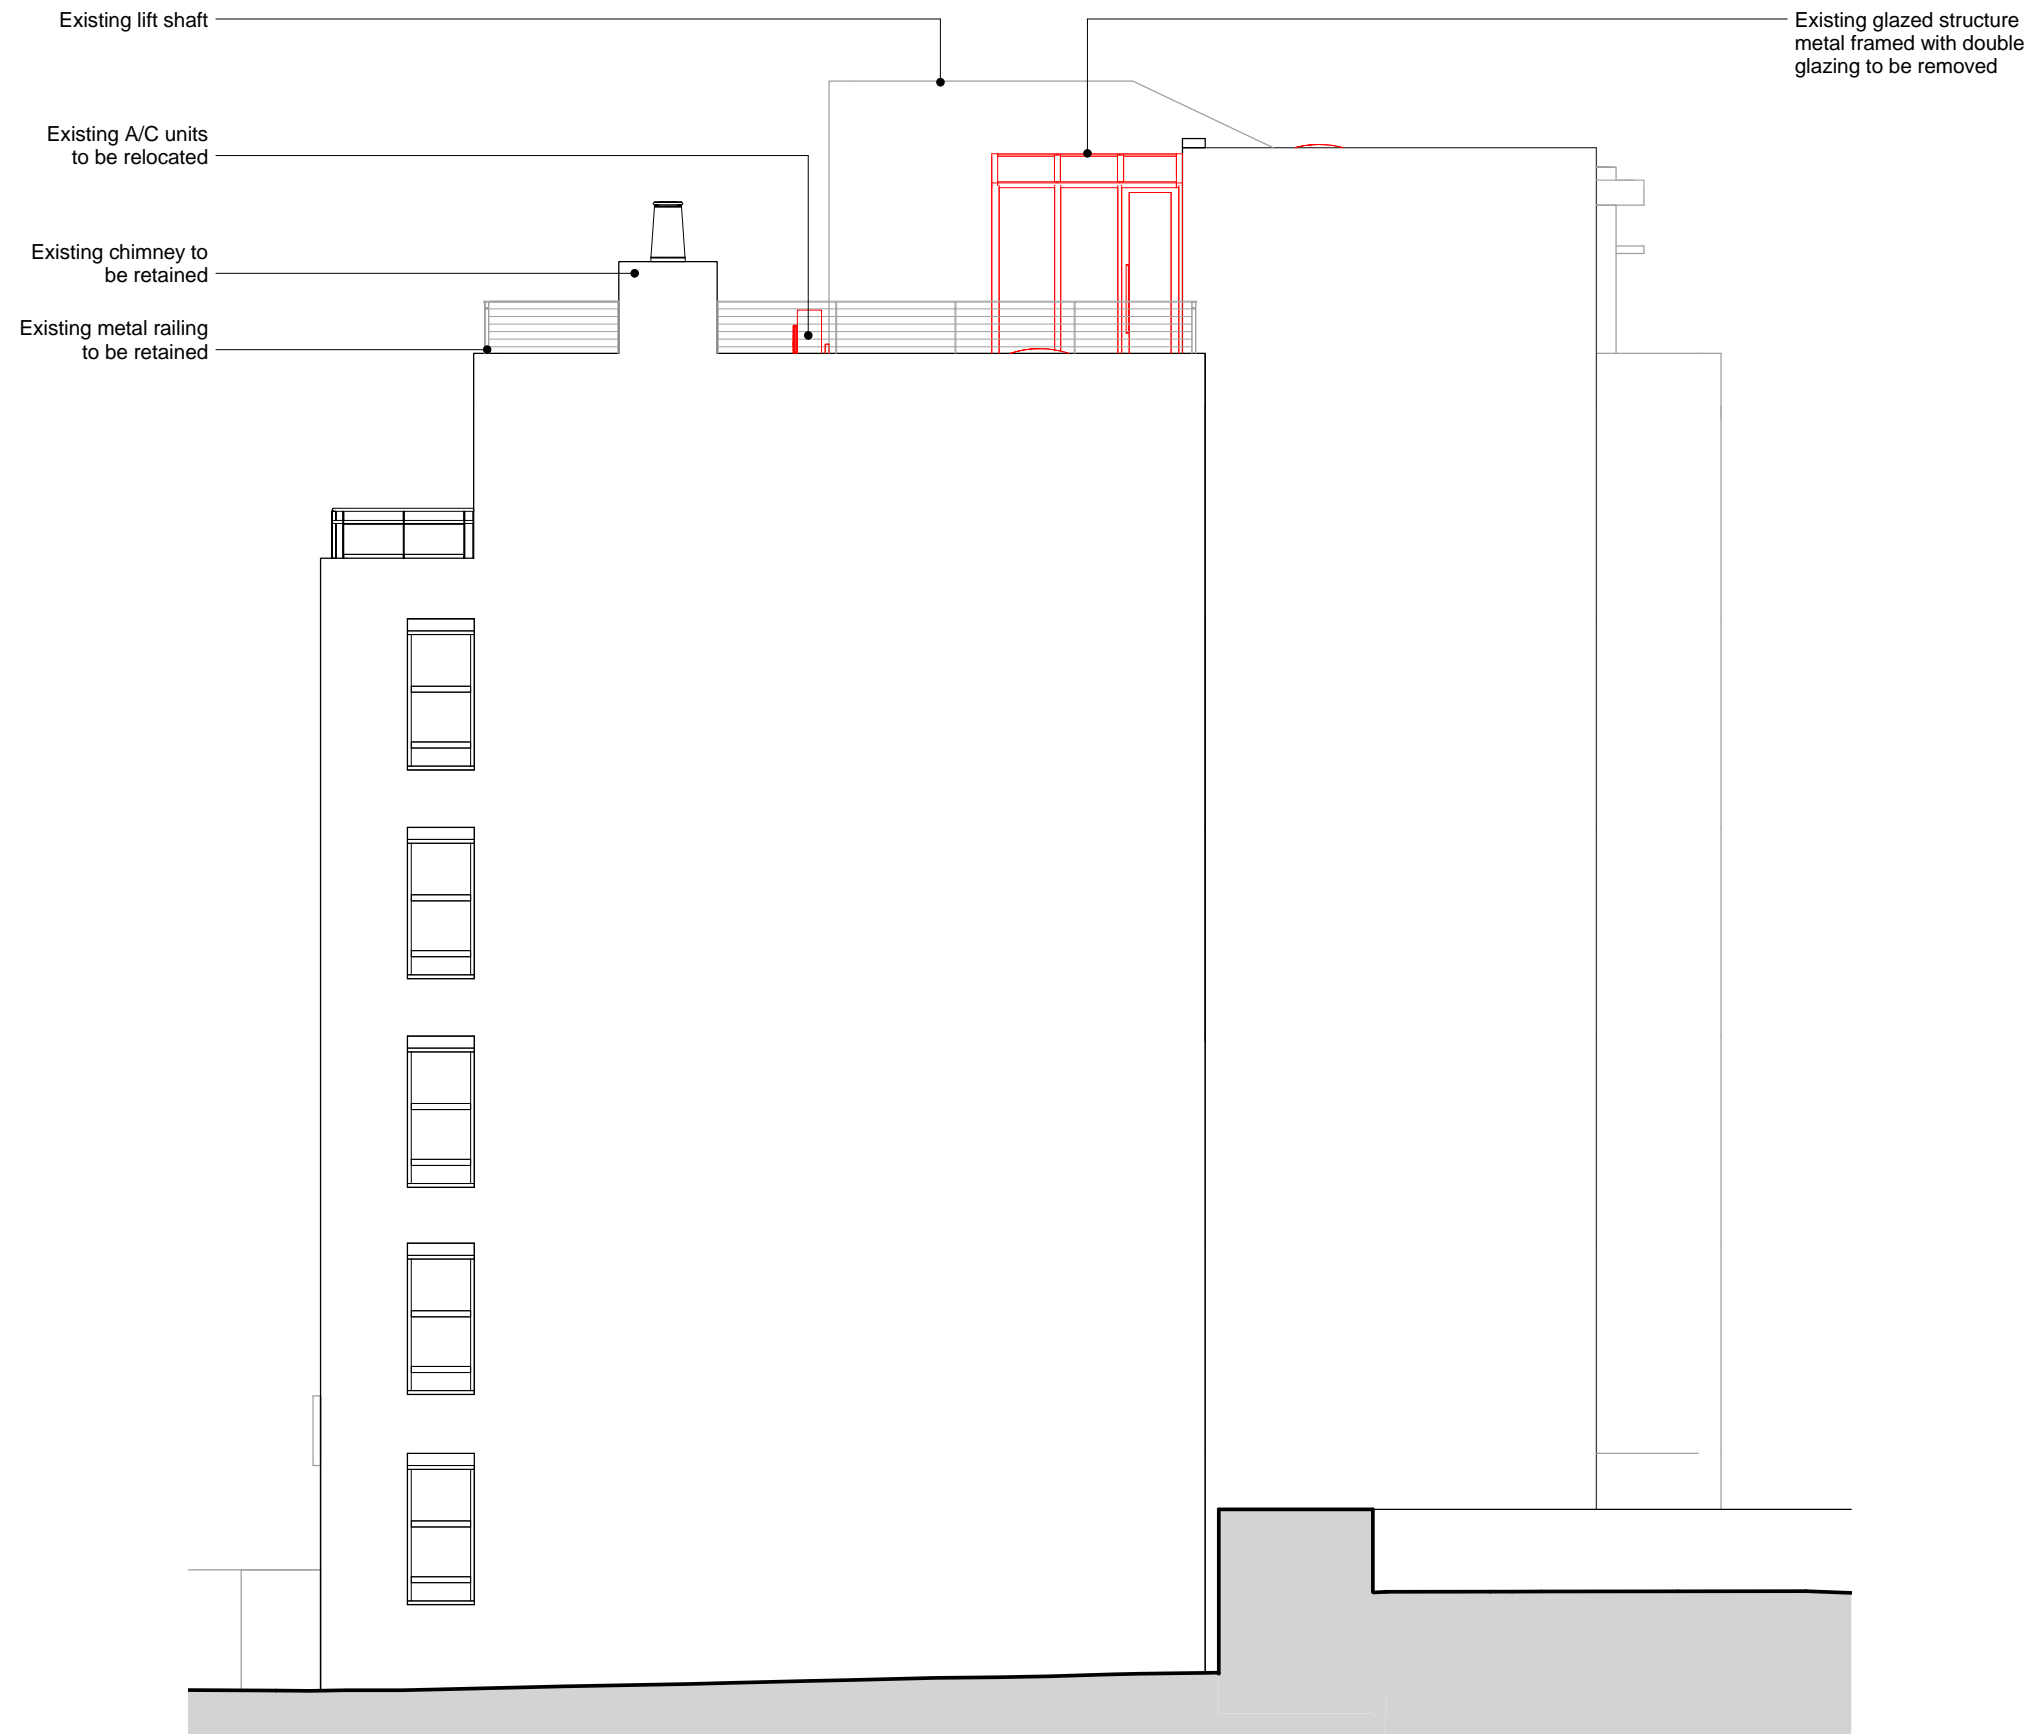 Existing lift shaft
Existing glazed structure
metal framed with double
glazing to be removed
Existing A/C units
to be relocated
Existing chimney to
be retained
Existing metal railing
to be retained